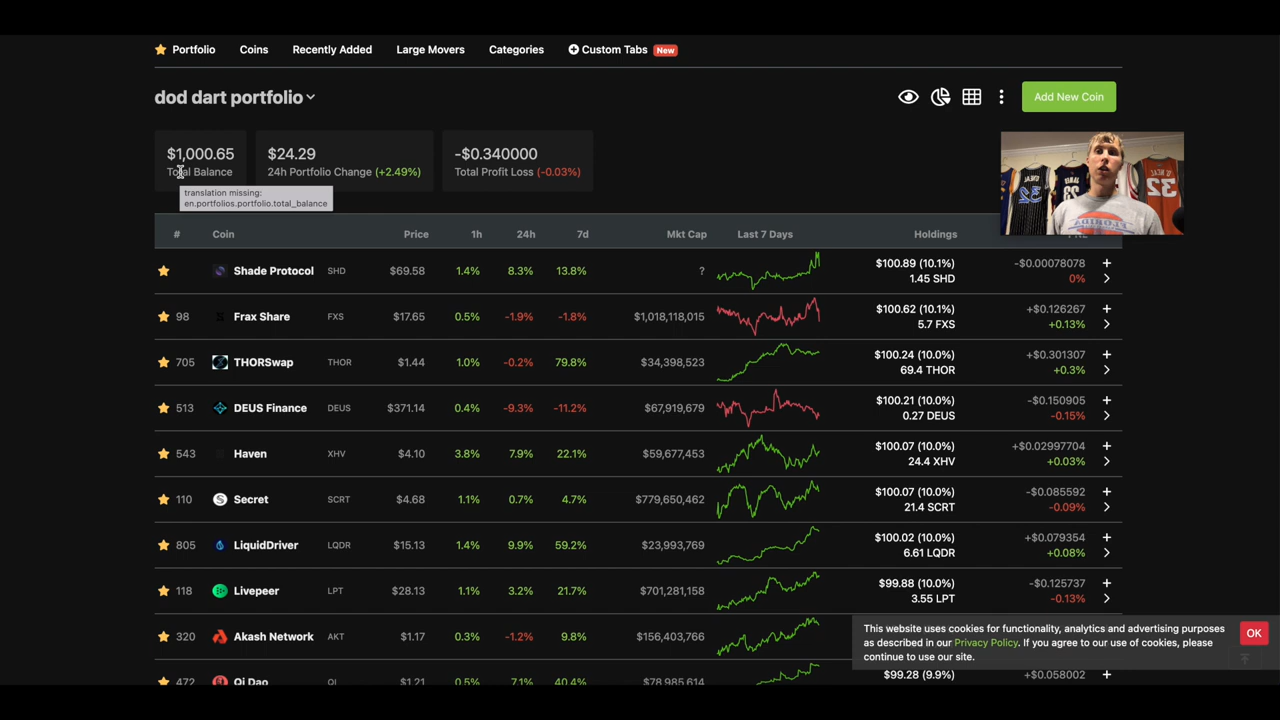 Portfolio Coins Recently Added Large Movers Categories Custom Tabs New
dod dart portfolio
Add New Coin
$1,000.65 $24.29 -$0.340000
Total Balance 24h Portfolio Change (+2.49%) Total Profit Loss (-0.03%)
translation missing:
en.portfolios.portfolio.total_balance
# Coin Price 1h 24h 7d Mkt Cap Last 7 Days Holdings
Shade Protocol SHD $69.58 1.4% 8.3% 13.8% ? $100.89 (10.1%) -$0.00078078
1.45 SHD 0%
98 Frax Share FXS $17.65 0.5% -1.9% -1.8% $1,018,118,015 $100.62 (10.0%) +$0.126267
5.7 FXS +0.13%
705 THORSwap THOR $1.44 1.0% -0.2% 79.8% $34,398,523 $100.24 (10.0%) +$0.301307
69.4 THOR +0.3%
513 DEUS Finance DEUS $371.14 0.4% -9.3% -11.2% $67,919,679 $100.21 (10.0%) -$0.150905
0.27 DEUS -0.15%
543 Haven XHV $4.10 3.8% 7.9% 22.1% $59,677,453 $100.07 (10.0%) +$0.02997704
24.4 XHV +0.03%
110 Secret SCRT $4.68 1.1% 0.7% 4.7% $779,650,462 $100.07 (10.0%) -$0.085592
21.4 SCRT -0.09%
805 LiquidDriver LQDR $15.13 1.4% 9.9% 59.2% $23,993,769 $100.02 (10.0%) +$0.079354
6.61 LQDR +0.08%
118 Livepeer LPT $28.13 1.1% 3.2% 21.7% $701,281,158 $99.88 (10.0%) -$0.125737
3.55 LPT -0.13%
320 Akash Network AKT $1.17 0.3% -1.2% 9.8% $156,403,766
472 Qi Dao QI $1.21 0.5% 7.1% 40.4% $78,985,614 $99.28 (9.9%) +$0.058002
This website uses cookies for functionality, analytics and advertising purposes
as described in our Privacy Policy. If you agree to our use of cookies, please
continue to use our site.
OK
32
32